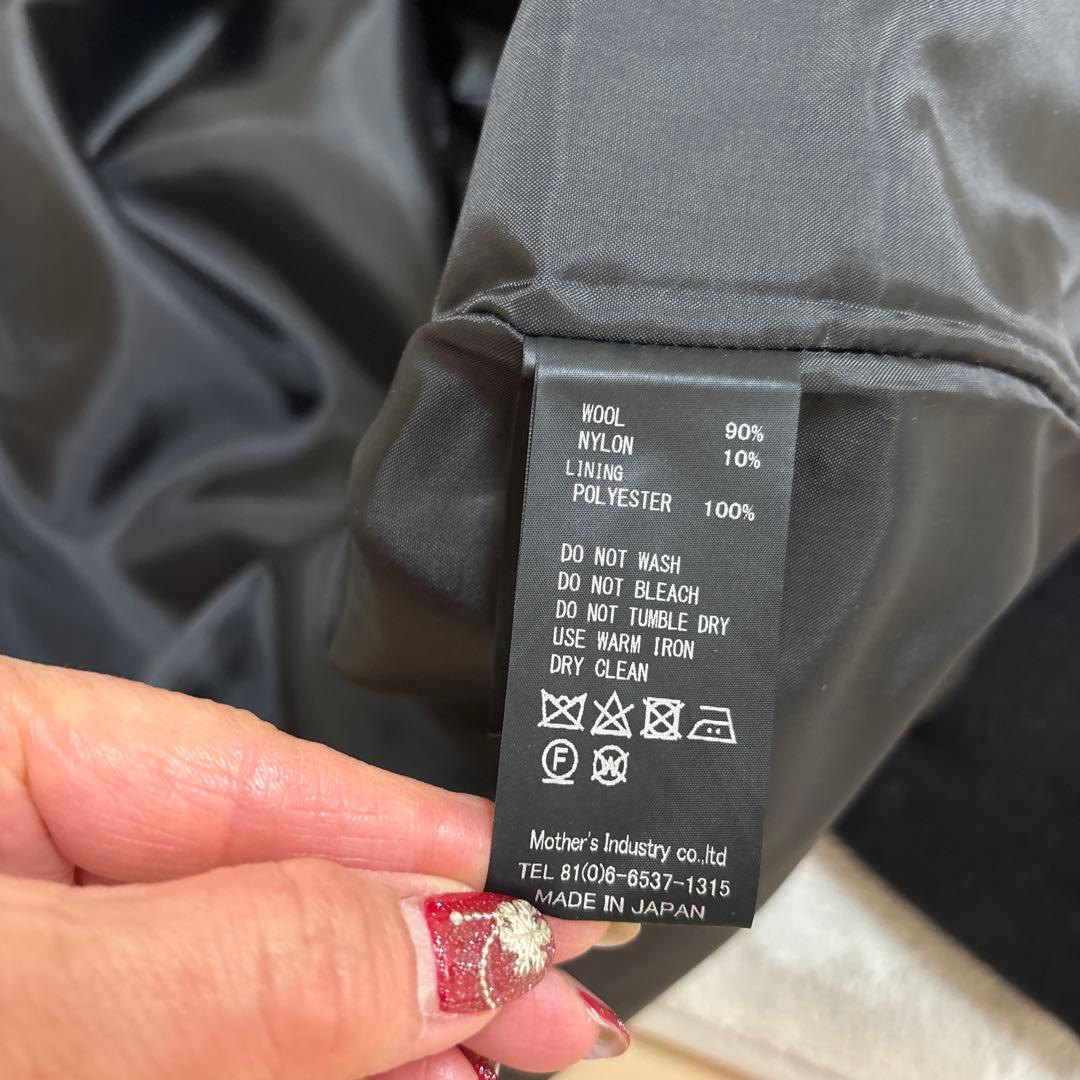 WOOL 90%
NYLON 10%
LINING
POLYESTER 100%
DO NOT WASH
DO NOT BLEACH
DO NOT TUMBLE DRY
USE WARM IRON
DRY CLEAN
F W
Mother's Industry co.,ltd
TEL 81(0)6-6537-1315
MADE IN JAPAN